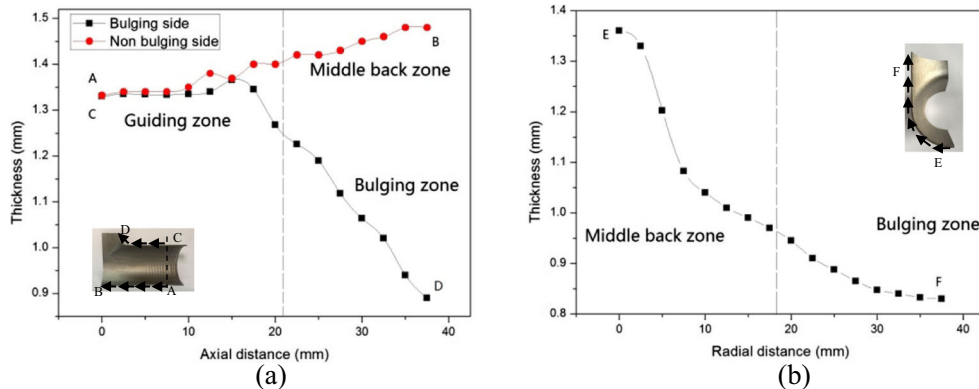 1.5
1.4
1.3
1.2
1.1
1.0
0.9
Thickness (mm)
Bulging side
Non bulging side
A
C
B
Middle back zone
Guiding zone
Bulging zone
D
D
C
B
A
0
10
20
30
40
Axial distance (mm)
(a)
1.4
1.3
1.2
1.1
1.0
0.9
0.8
Thickness (mm)
E
F
E
Middle back zone
Bulging zone
F
0
10
20
30
40
Radial distance (mm)
(b)